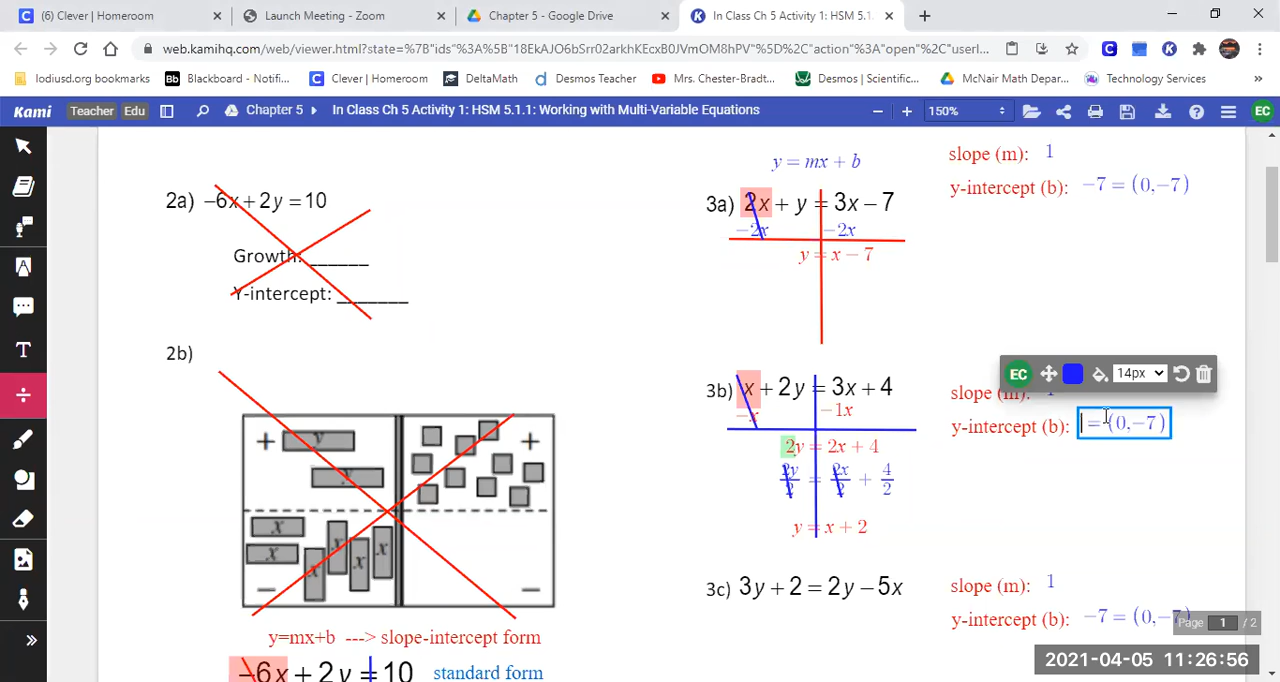 (6) Clever | Homeroom
Launch Meeting - Zoom
Chapter 5 - Google Drive
In Class Ch 5 Activity 1: HSM 5.1.1:
web.kamihq.com/web/viewer.html?state=%7B"ids"%3A%5B"18EkAJO6bSrr02arkhKEcxB0JVmOM8hPV"%5D%2C"action"%3A"open"%2C"userI...
lodiusd.org bookmarks
Blackboard - Notifi...
Clever | Homeroom
DeltaMath
Desmos Teacher
Mrs. Chester-Bradt...
Desmos | Scientific...
McNair Math Depar...
Technology Services
Kami Teacher Edu Chapter 5 In Class Ch 5 Activity 1: HSM 5.1.1: Working with Multi-Variable Equations 150% EC
2a) −6x + 2y = 10
Growth: ______
Y-intercept: _______
2b)
+ y +
y
x
x
x x x x
− −
y=mx+b ---> slope-intercept form
−6x + 2y = 10 standard form
y = mx + b
3a) 2x + y = 3x − 7
−2x −2x
y = x − 7
slope (m): 1
y-intercept (b): −7 = (0,−7)
3b) x + 2y = 3x + 4
−x −1x
2y = 2x + 4
2y/2 = 2x/2 + 4/2
y = x + 2
EC 14px
slope (m): 1
y-intercept (b): = (0,−7)
3c) 3y + 2 = 2y − 5x
slope (m): 1
y-intercept (b): −7 = (0,−7)
Page 1 / 2
2021-04-05 11:26:56